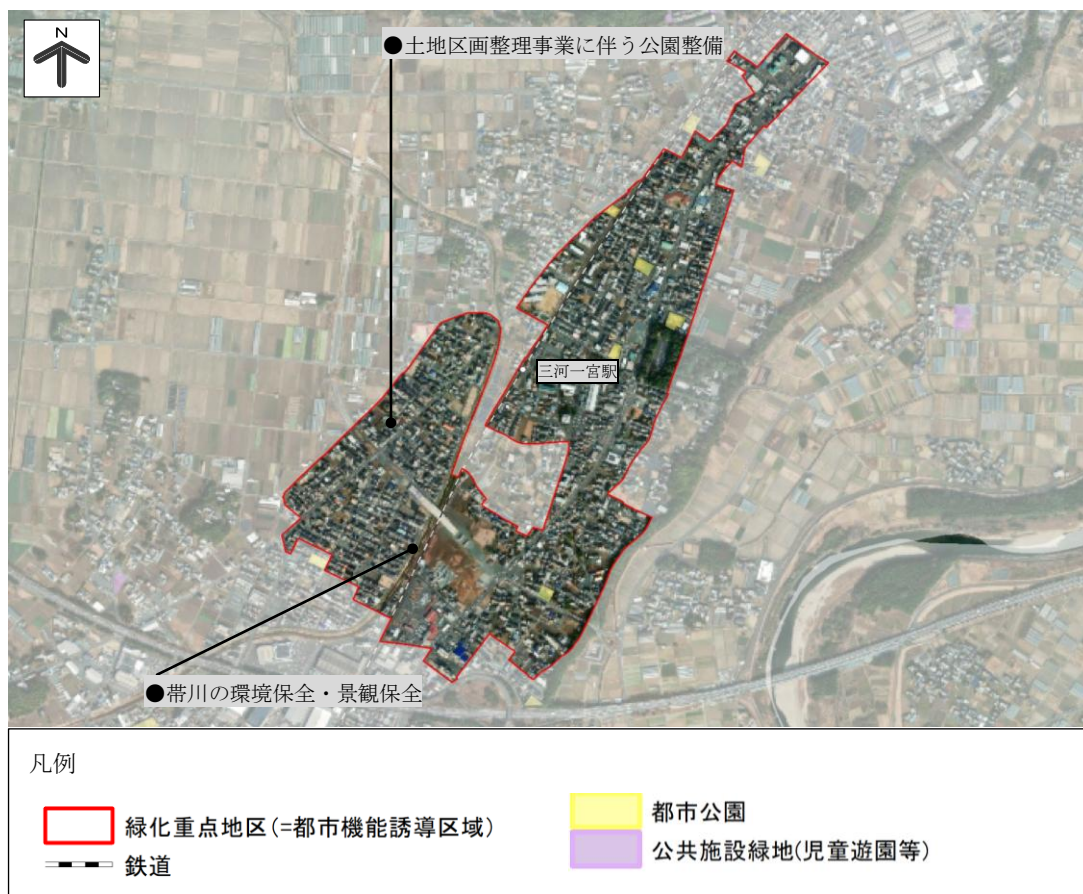 N
●土地区画整理事業に伴う公園整備
三河一宮駅
●帯川の環境保全・景観保全
凡例
緑化重点地区(=都市機能誘導区域)
鉄道
都市公園
公共施設緑地(児童遊園等)